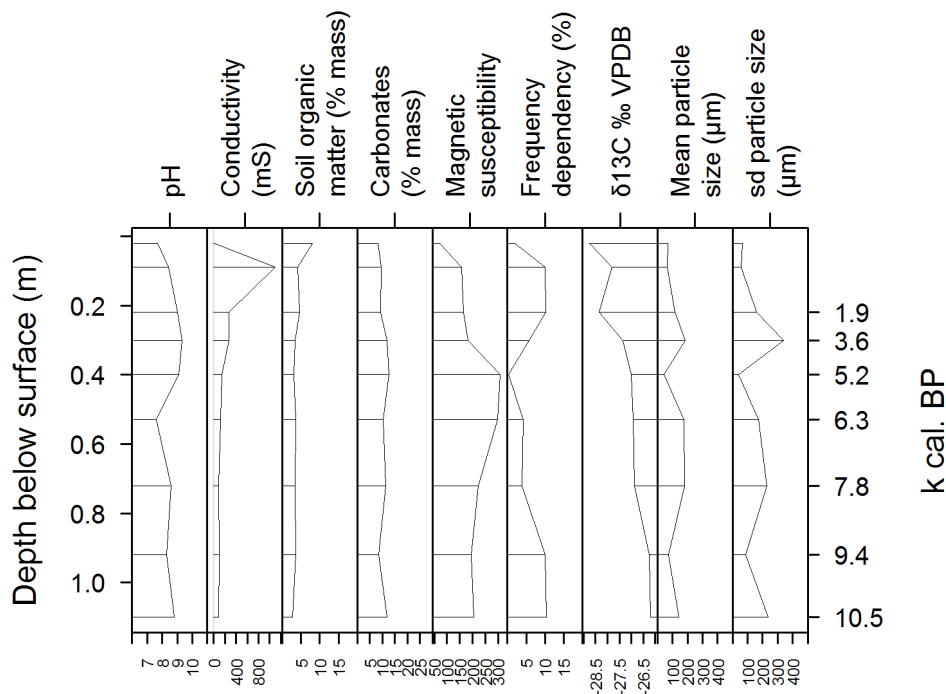 pH
Conductivity
(mS)
Soil organic
matter (% mass)
Carbonates
(% mass)
Magnetic
susceptibility
Frequency
dependency (%)
δ13C ‰ VPDB
Mean particle
size (μm)
sd particle size
(μm)
Depth below surface (m)
0.2
0.4
0.6
0.8
1.0
1.9
3.6
5.2
6.3
7.8
9.4
10.5
k cal. BP
7 8 9 10
0 400 800
5 10 15
5 10 15 20 25
50 100 150 200 250 300
5 10 15
-28.5 -27.5 -26.5
100 200 300 400
100 200 300 400